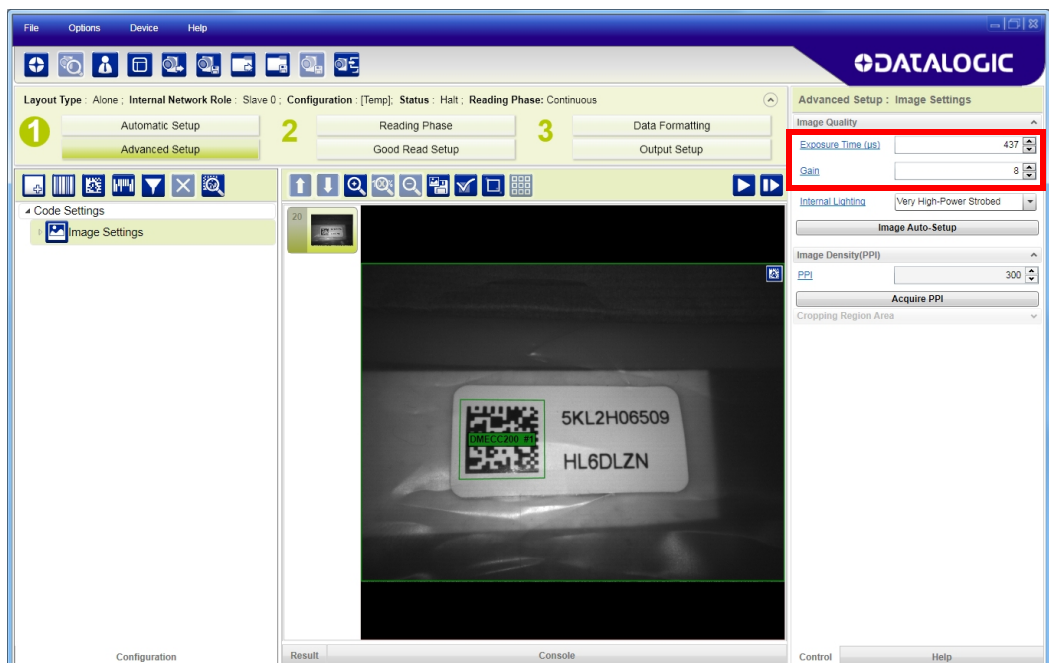 File Options Device Help
DATALOGIC
Layout Type : Alone ; Internal Network Role : Slave 0 ; Configuration : [Temp]; Status : Halt ; Reading Phase: Continuous
1 Automatic Setup 2 Reading Phase 3 Data Formatting
Advanced Setup Good Read Setup Output Setup
Code Settings
Image Settings
20
DMECC200 #1
5KL2H06509
HL6DLZN
Advanced Setup : Image Settings
Image Quality
Exposure Time (µs) 437
Gain 8
Internal Lighting Very High-Power Strobed
Image Auto-Setup
Image Density(PPI)
PPI 300
Acquire PPI
Cropping Region Area
Configuration Result Console Control Help